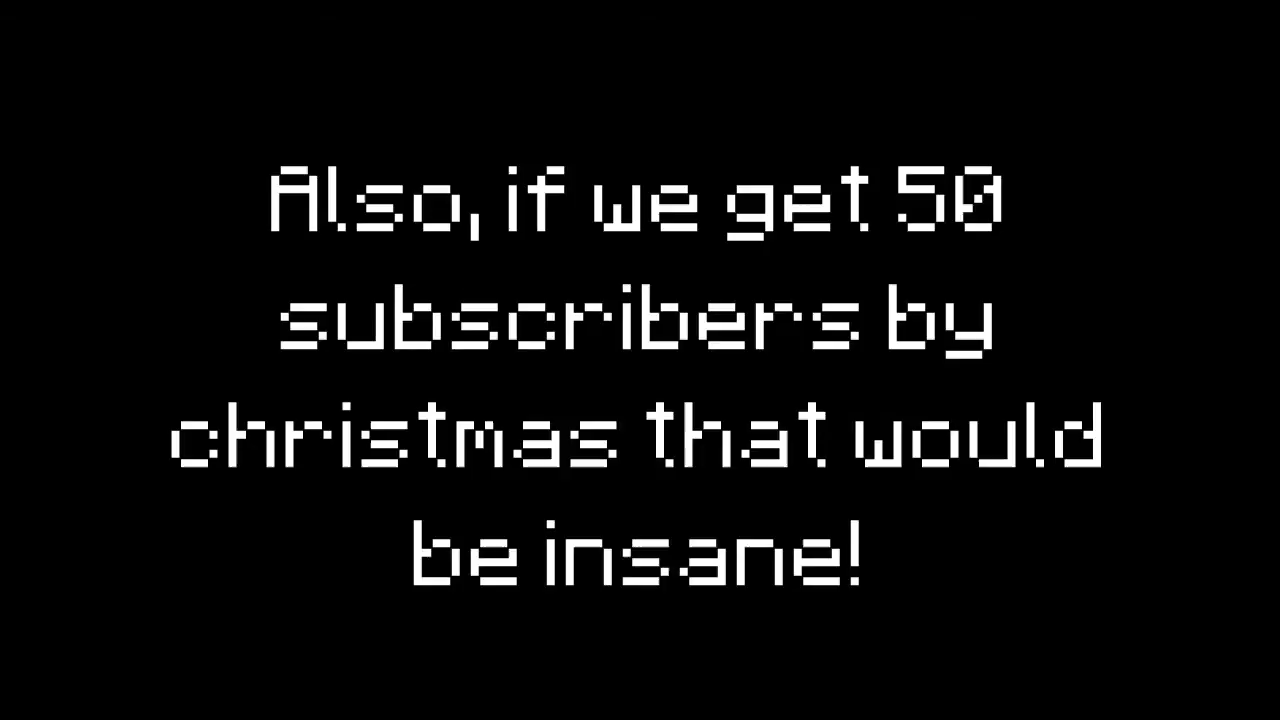 Also, if we get 50
subscribers by
christmas that would
be insane!